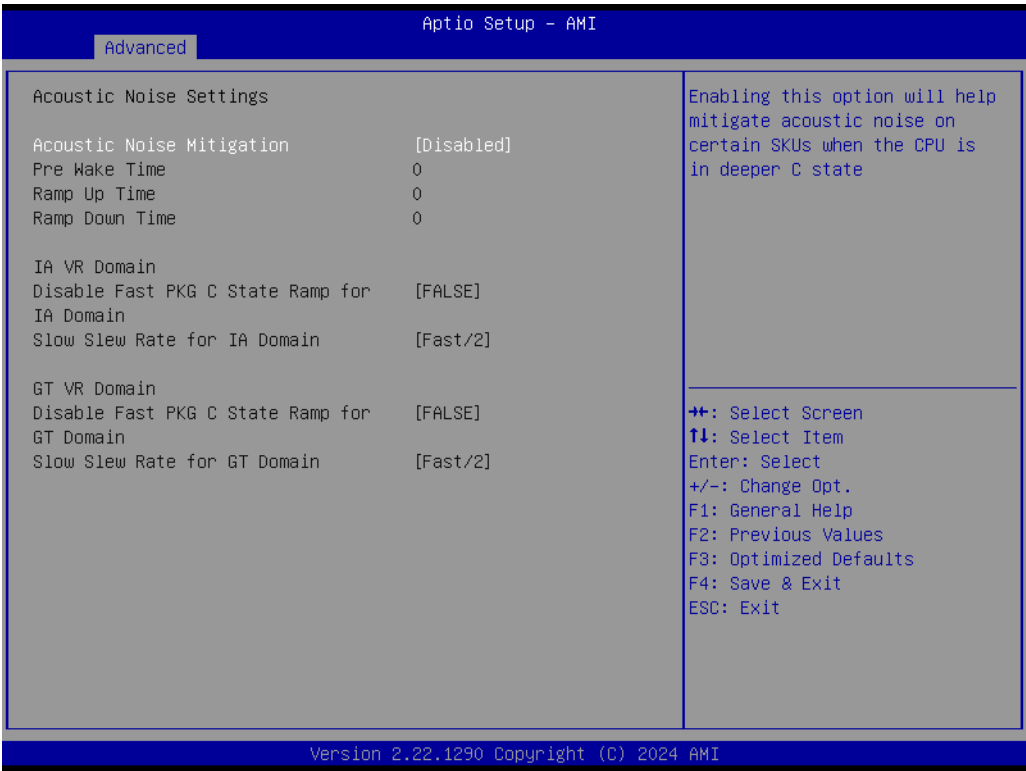 Aptio Setup – AMI
Advanced
Acoustic Noise Settings
Acoustic Noise Mitigation [Disabled]
Pre Wake Time 0
Ramp Up Time 0
Ramp Down Time 0
IA VR Domain
Disable Fast PKG C State Ramp for [FALSE]
IA Domain
Slow Slew Rate for IA Domain [Fast/2]
GT VR Domain
Disable Fast PKG C State Ramp for [FALSE]
GT Domain
Slow Slew Rate for GT Domain [Fast/2]
Enabling this option will help
mitigate acoustic noise on
certain SKUs when the CPU is
in deeper C state
→←: Select Screen
↑↓: Select Item
Enter: Select
+/-: Change Opt.
F1: General Help
F2: Previous Values
F3: Optimized Defaults
F4: Save & Exit
ESC: Exit
Version 2.22.1290 Copyright (C) 2024 AMI